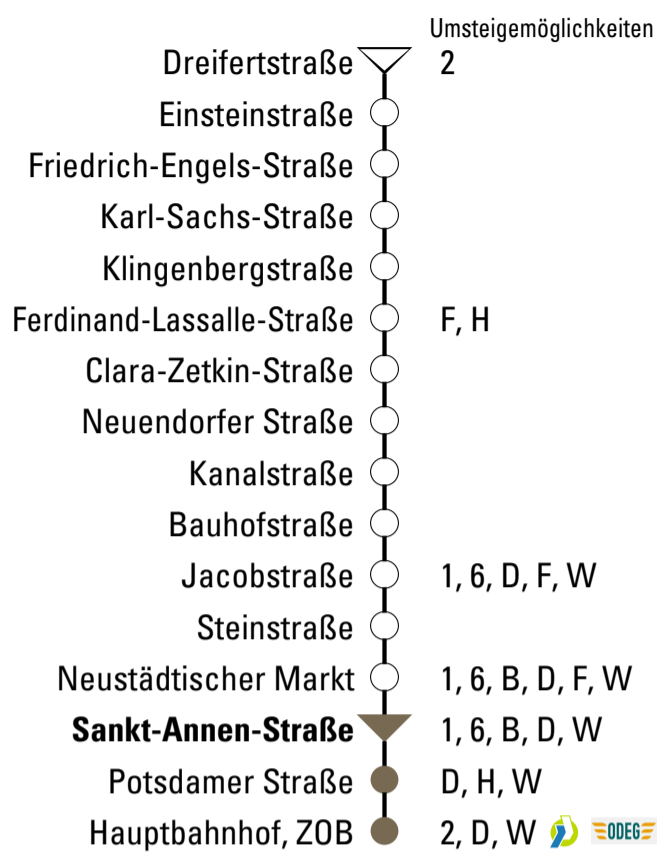 Umsteigemöglichkeiten
Dreifertstraße 2
Einsteinstraße
Friedrich-Engels-Straße
Karl-Sachs-Straße
Klingenbergstraße
Ferdinand-Lassalle-Straße F, H
Clara-Zetkin-Straße
Neuendorfer Straße
Kanalstraße
Bauhofstraße
Jacobstraße 1, 6, D, F, W
Steinstraße
Neustädtischer Markt 1, 6, B, D, F, W
Sankt-Annen-Straße 1, 6, B, D, W
Potsdamer Straße D, H, W
Hauptbahnhof, ZOB 2, D, W ODEG